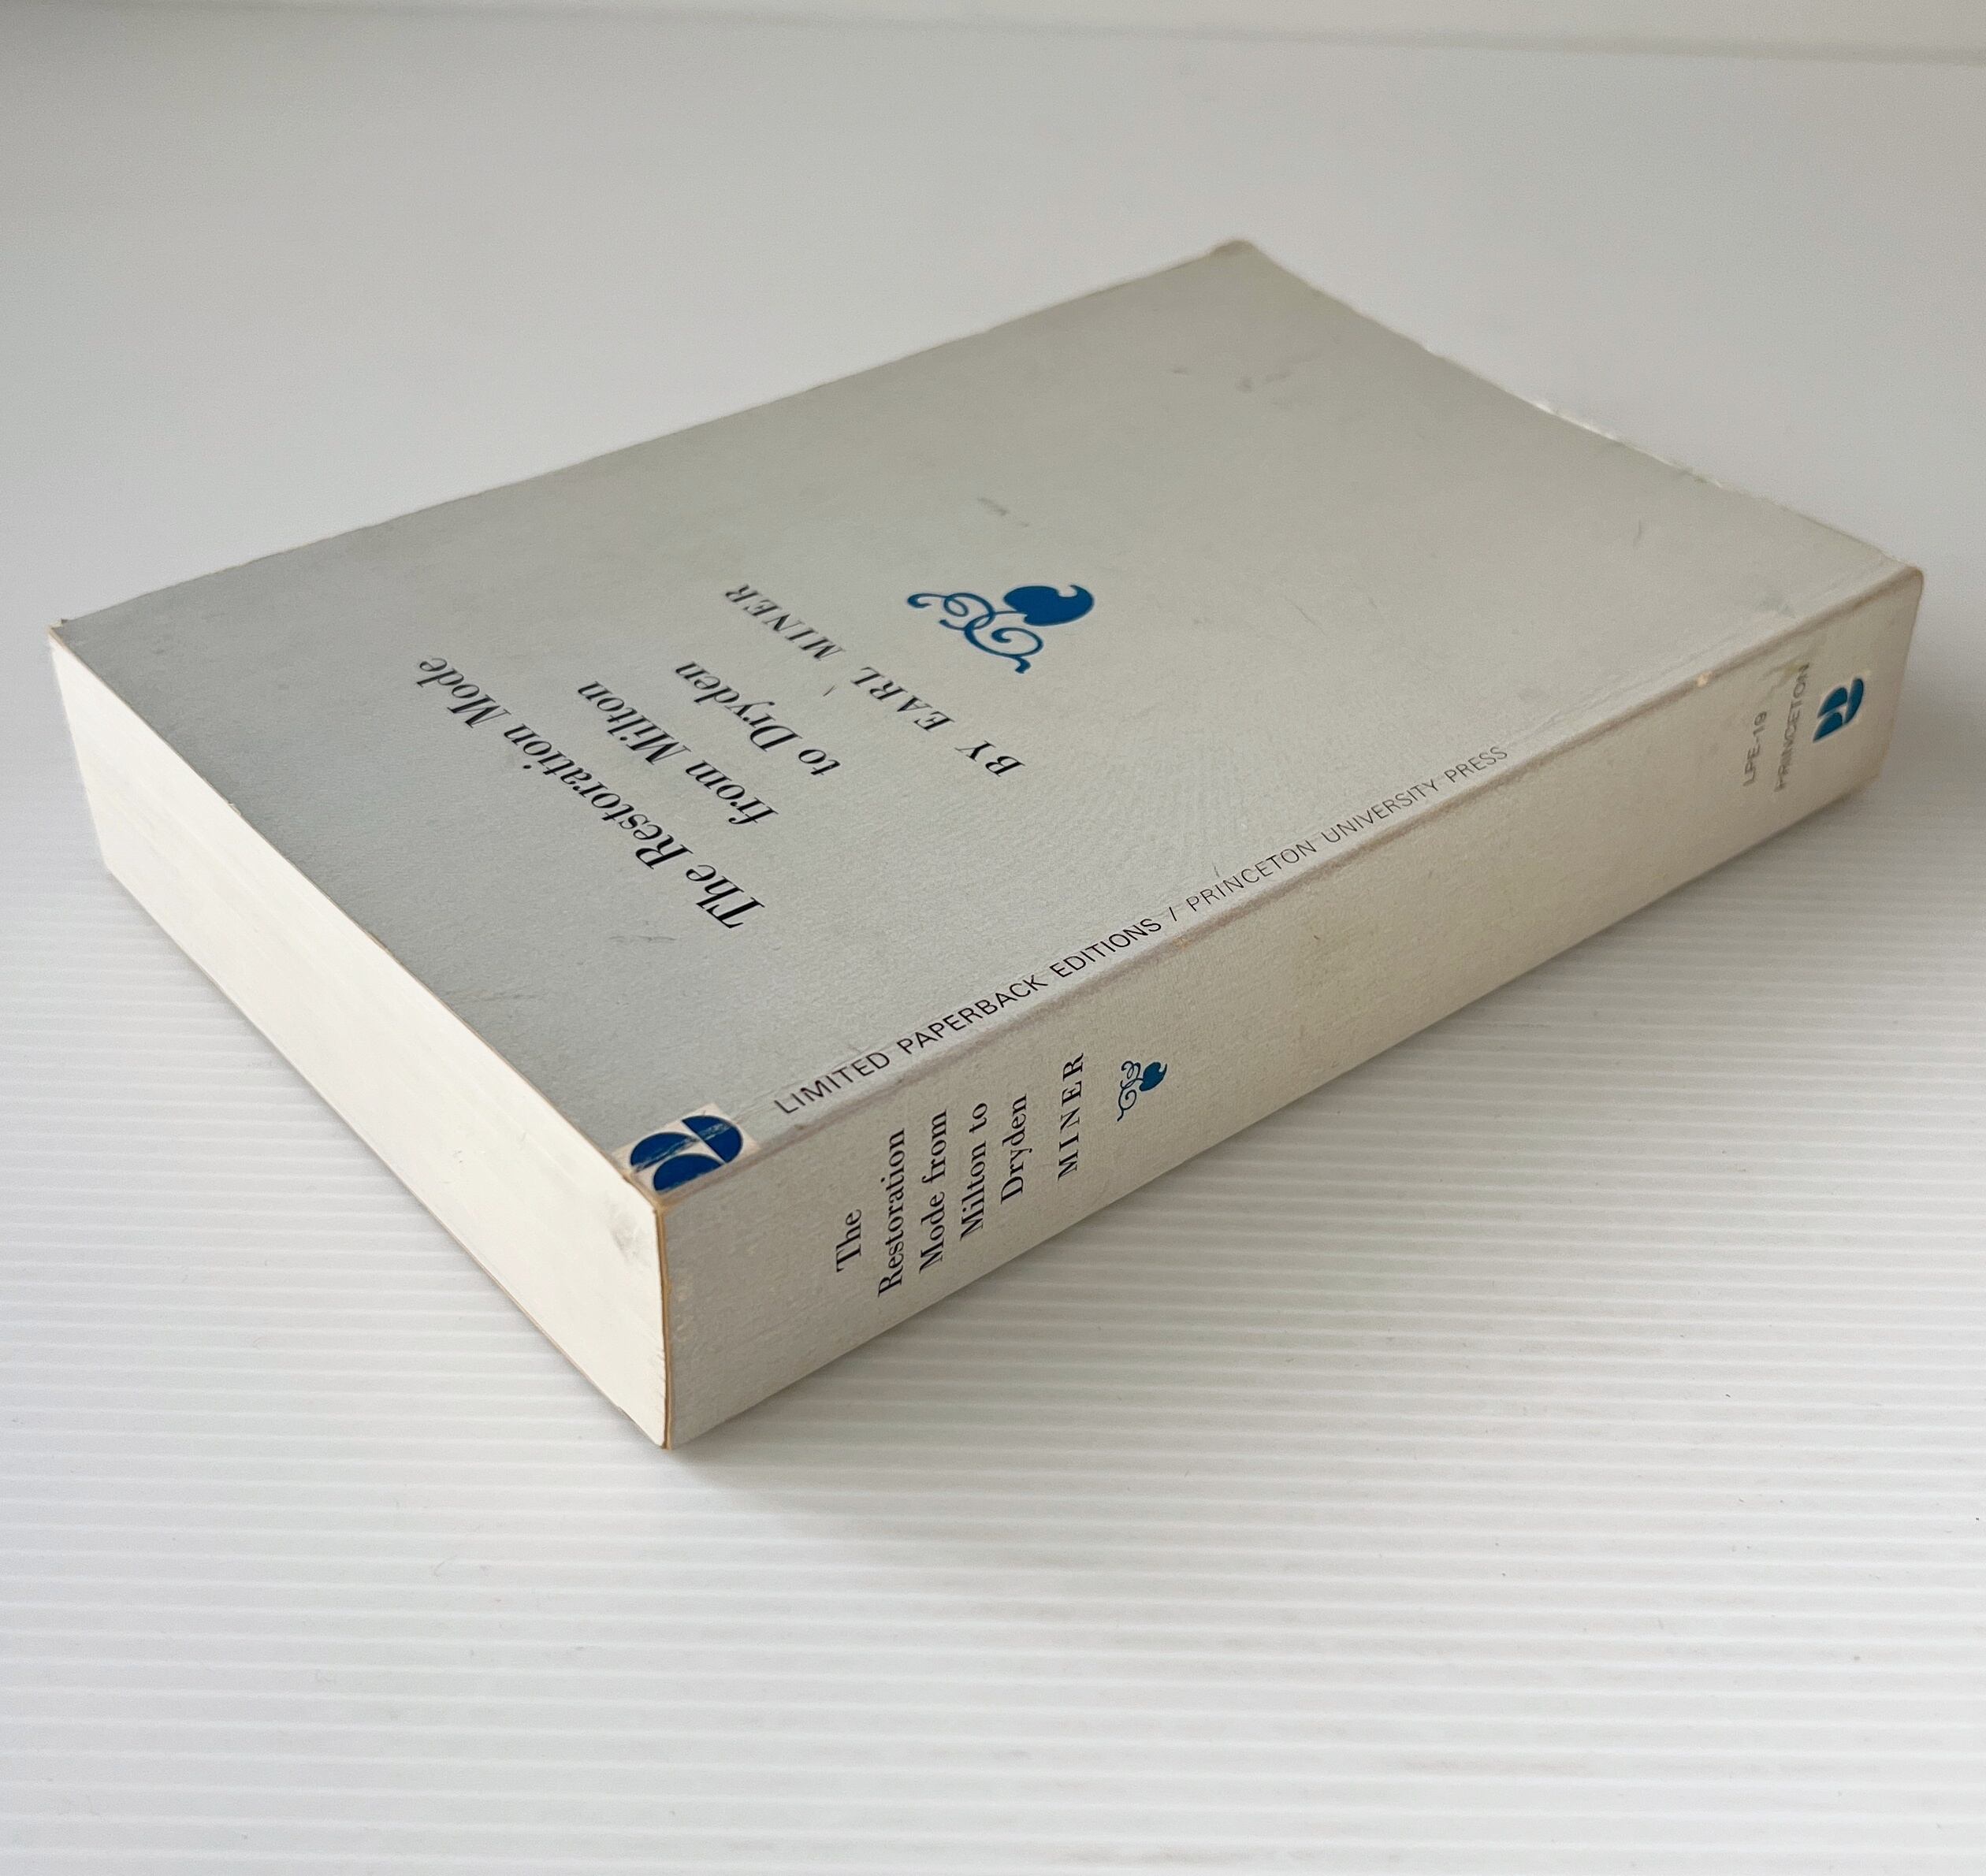 The Restoration Mode
from Milton
to Dryden
BY EARL MINER
LIMITED PAPERBACK EDITIONS / PRINCETON UNIVERSITY PRESS
The
Restoration
Mode from
Milton to
Dryden
MINER
LPE-19
PRINCETON